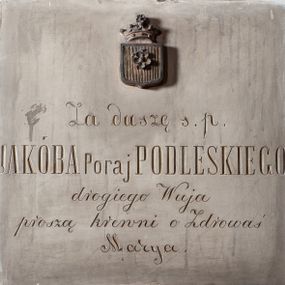 Za duszę s.p.
JAKÓBA Poraj PODLESKIEGO
drogiego Wuja
proszą krewni o Zdrowaś
Marya.